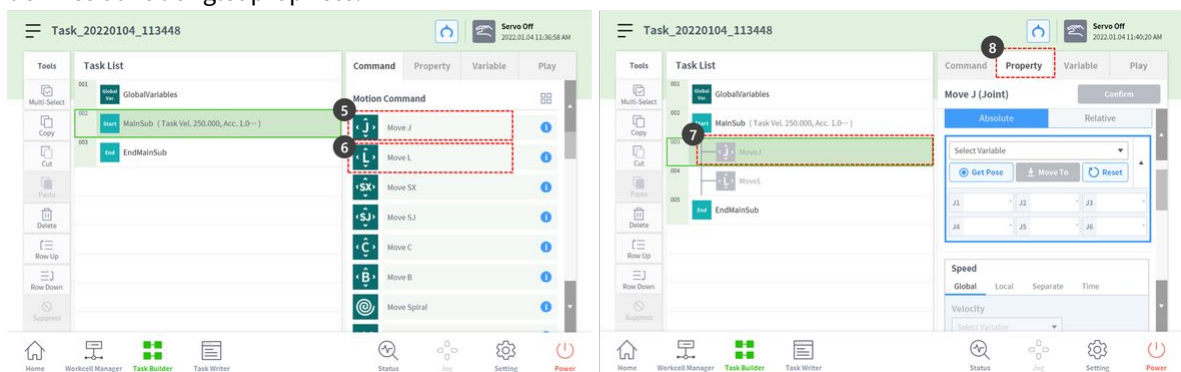 Task_20220104_113448
Servo Off
2022.01.04 11:36:58 AM
Tools
Task List
Command Property Variable Play
Multi-Select
Copy
Cut
Paste
Delete
Row Up
Row Down
Suppress
001 Global Var GlobalVariables
002 Start MainSub ( Task Vel. 250.000, Acc. 1.0··· )
003 End EndMainSub
Motion Command
5
J Move J
6
L Move L
SX Move SX
SJ Move SJ
C Move C
B Move B
Move Spiral
Home Workcell Manager Task Builder Task Writer Status Jog Setting Power
Task_20220104_113448
Servo Off
2022.01.04 11:40:20 AM
8
Tools
Task List
Command Property Variable Play
Multi-Select
Copy
Cut
Paste
Delete
Row Up
Row Down
Suppress
001 Global Var GlobalVariables
002 Start MainSub ( Task Vel. 250.000, Acc. 1.0··· )
7
003 J MoveJ
004 L MoveL
005 End EndMainSub
Move J (Joint) Confirm
Absolute Relative
Select Variable
Get Pose Move To Reset
J1 ° J2 ° J3 °
J4 ° J5 ° J6 °
Speed
Global Local Separate Time
Velocity
Select Variable
Home Workcell Manager Task Builder Task Writer Status Jog Setting Power